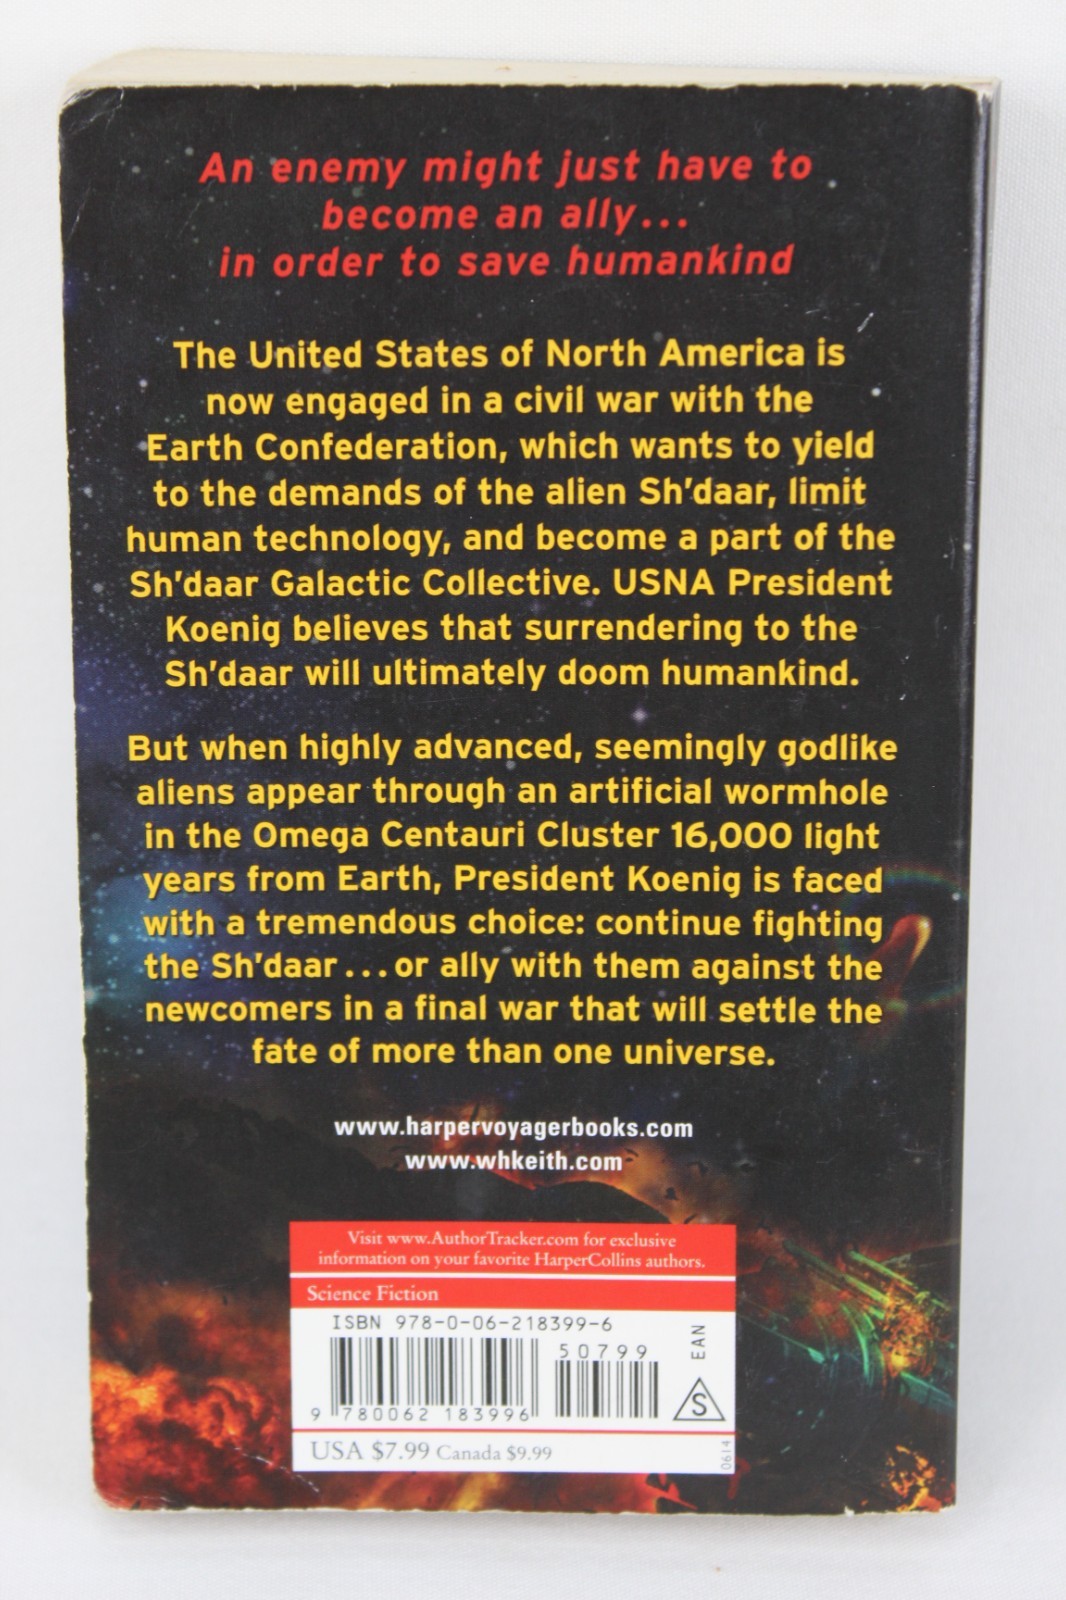 An enemy might just have to
become an ally...
in order to save humankind
The United States of North America is
now engaged in a civil war with the
Earth Confederation, which wants to yield
to the demands of the alien Sh'daar, limit
human technology, and become a part of the
Sh'daar Galactic Collective. USNA President
Koenig believes that surrendering to the
Sh'daar will ultimately doom humankind.
But when highly advanced, seemingly godlike
aliens appear through an artificial wormhole
in the Omega Centauri Cluster 16,000 light
years from Earth, President Koenig is faced
with a tremendous choice: continue fighting
the Sh'daar...or ally with them against the
newcomers in a final war that will settle the
fate of more than one universe.
www.harpervoyagerbooks.com
www.whkeith.com
Visit www.AuthorTracker.com for exclusive
information on your favorite HarperCollins authors.
Science Fiction
ISBN 978-0-06-218399-6
50799
EAN
S
9 780062 183996
USA $7.99 Canada $9.99
0614